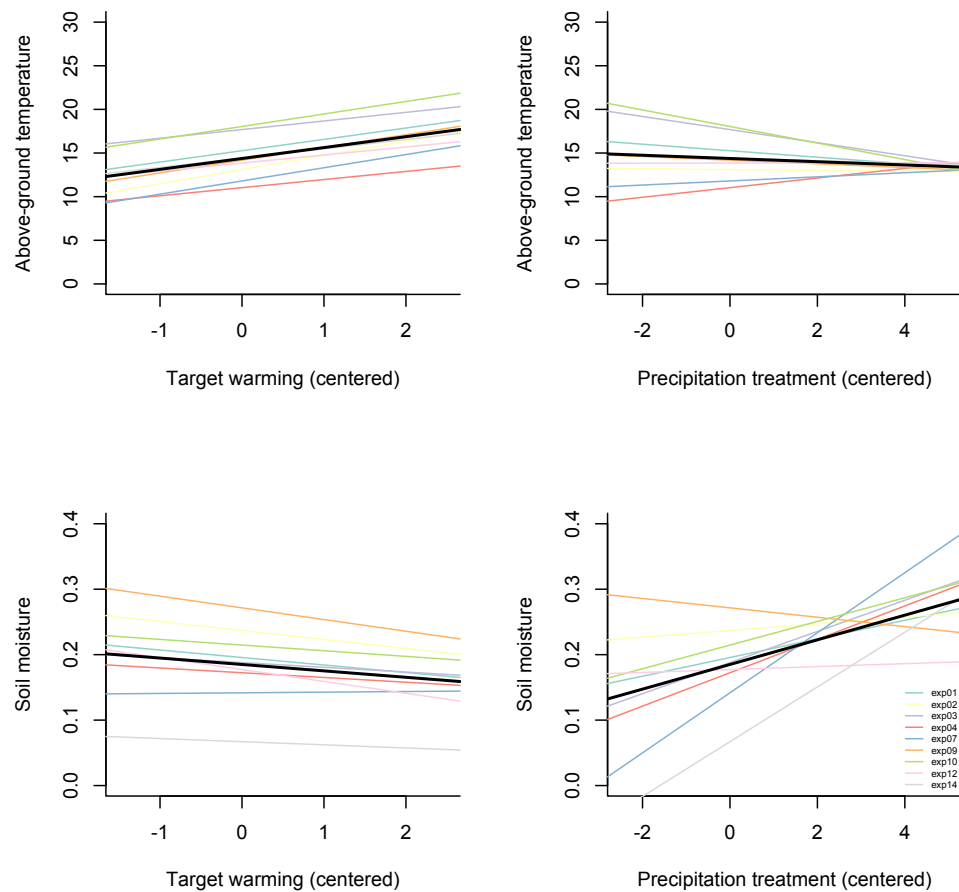 Above-ground temperature
30
25
20
15
10
5
0
-1 0 1 2
Target warming (centered)
Above-ground temperature
30
25
20
15
10
5
0
-2 0 2 4
Precipitation treatment (centered)
Soil moisture
0.4
0.3
0.2
0.1
0.0
-1 0 1 2
Target warming (centered)
Soil moisture
0.4
0.3
0.2
0.1
0.0
exp01
exp02
exp03
exp04
exp07
exp09
exp10
exp12
exp14
-2 0 2 4
Precipitation treatment (centered)